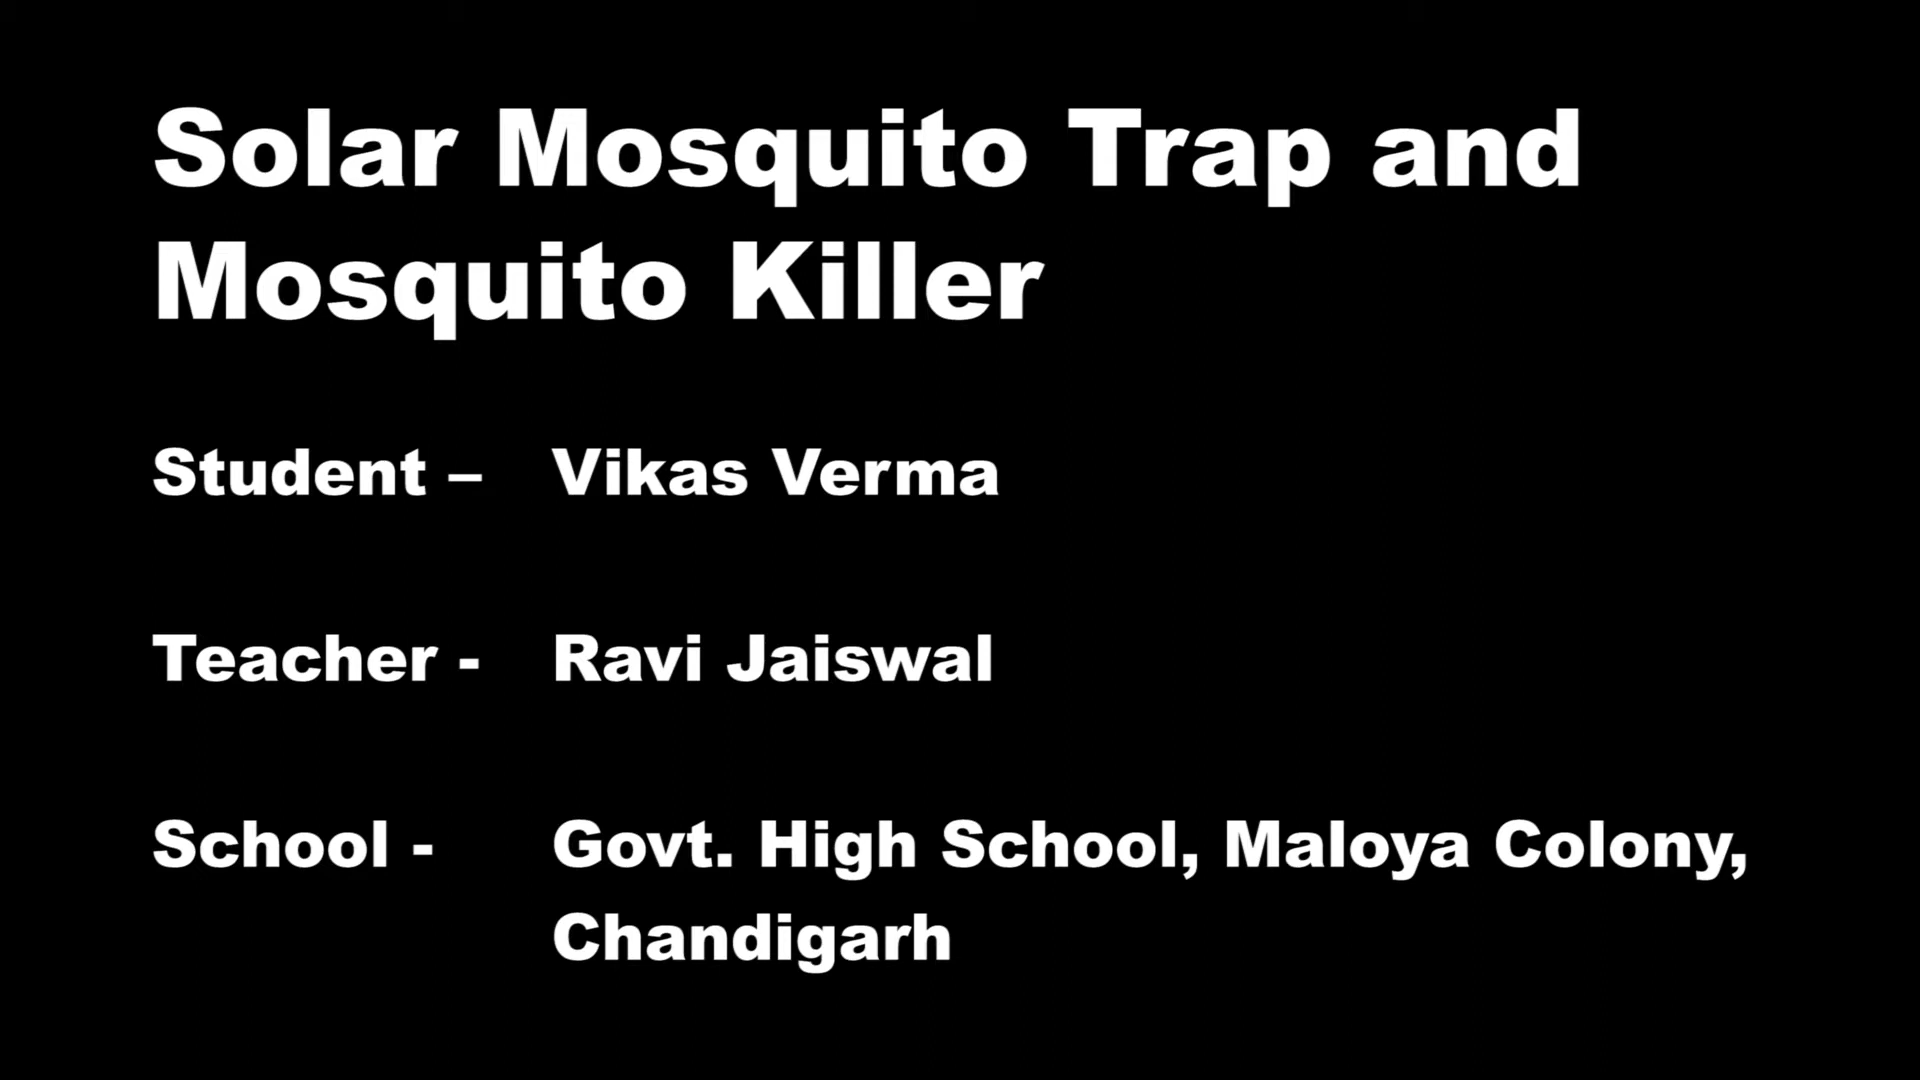 Solar Mosquito Trap and
Mosquito Killer
Student – Vikas Verma
Teacher - Ravi Jaiswal
School - Govt. High School, Maloya Colony,
Chandigarh